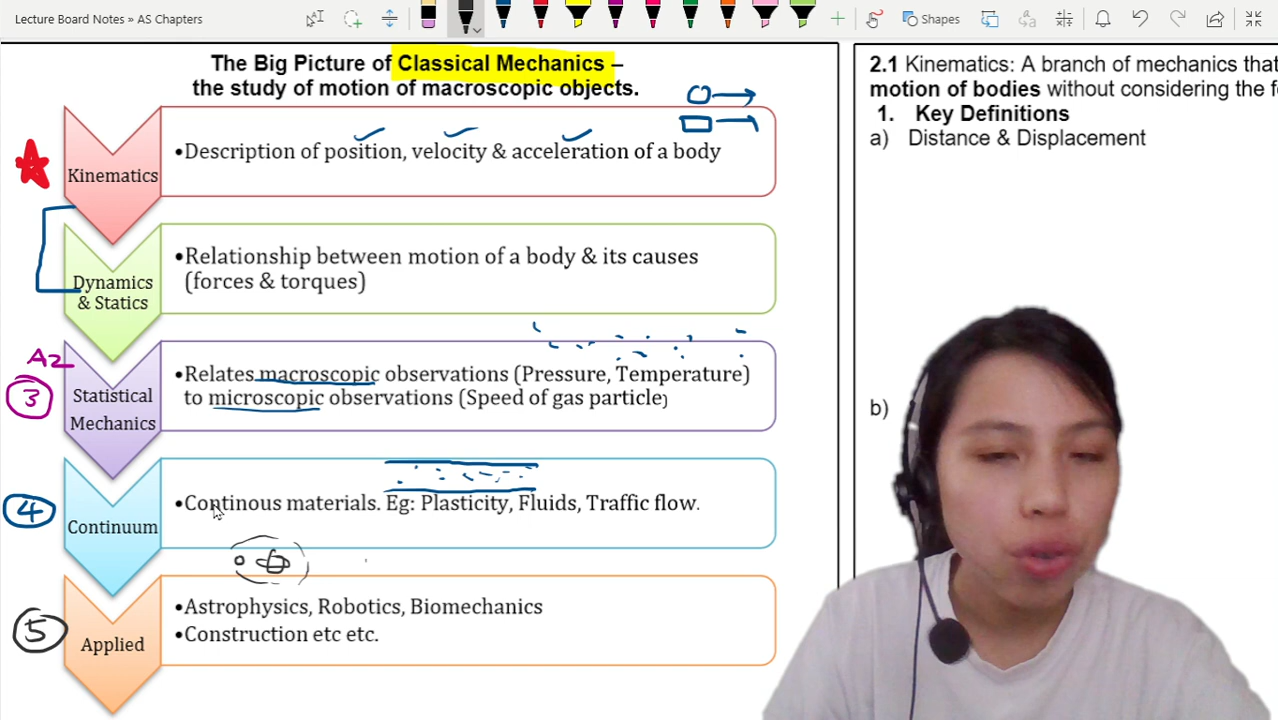 Lecture Board Notes » AS Chapters
Shapes
The Big Picture of Classical Mechanics –
the study of motion of macroscopic objects.
Kinematics
•Description of position, velocity & acceleration of a body
Dynamics
& Statics
•Relationship between motion of a body & its causes
(forces & torques)
A2
3
Statistical
Mechanics
•Relates macroscopic observations (Pressure, Temperature)
to microscopic observations (Speed of gas particle)
4
Continuum
•Continous materials. Eg: Plasticity, Fluids, Traffic flow.
5
Applied
•Astrophysics, Robotics, Biomechanics
•Construction etc etc.
2.1 Kinematics: A branch of mechanics that
motion of bodies without considering the f
1. Key Definitions
a) Distance & Displacement
b)